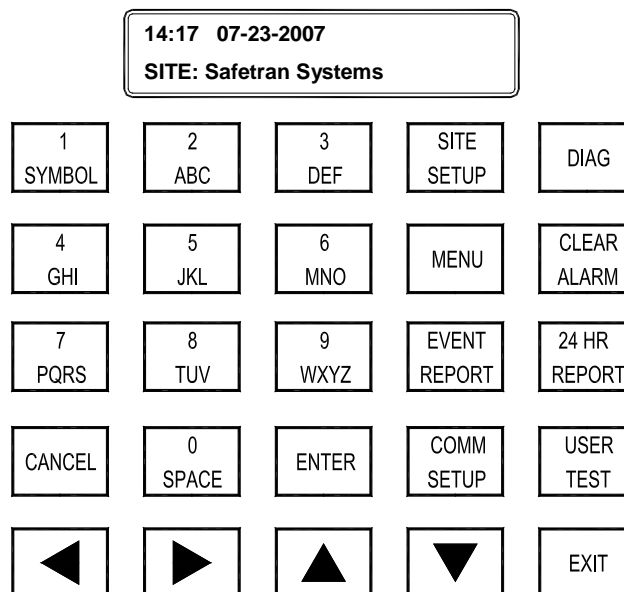 14:17 07-23-2007
SITE: Safetran Systems
1
SYMBOL
2
ABC
3
DEF
SITE
SETUP
DIAG
4
GHI
5
JKL
6
MNO
MENU
CLEAR
ALARM
7
PQRS
8
TUV
9
WXYZ
EVENT
REPORT
24 HR
REPORT
CANCEL
0
SPACE
ENTER
COMM
SETUP
USER
TEST
EXIT